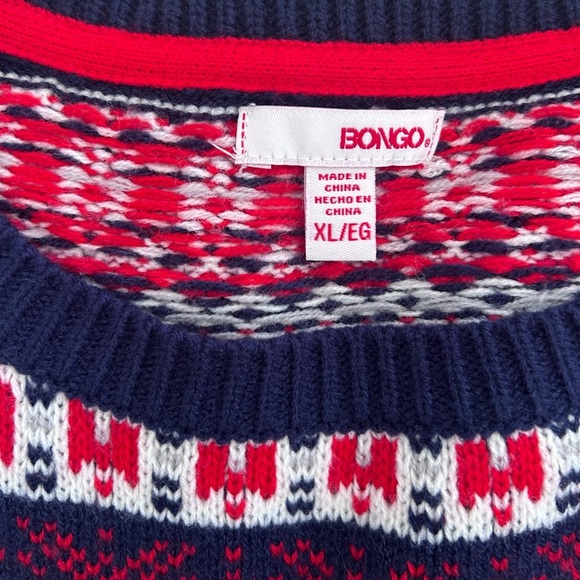 BONGO®
MADE IN
CHINA
HECHO EN
CHINA
XL/EG